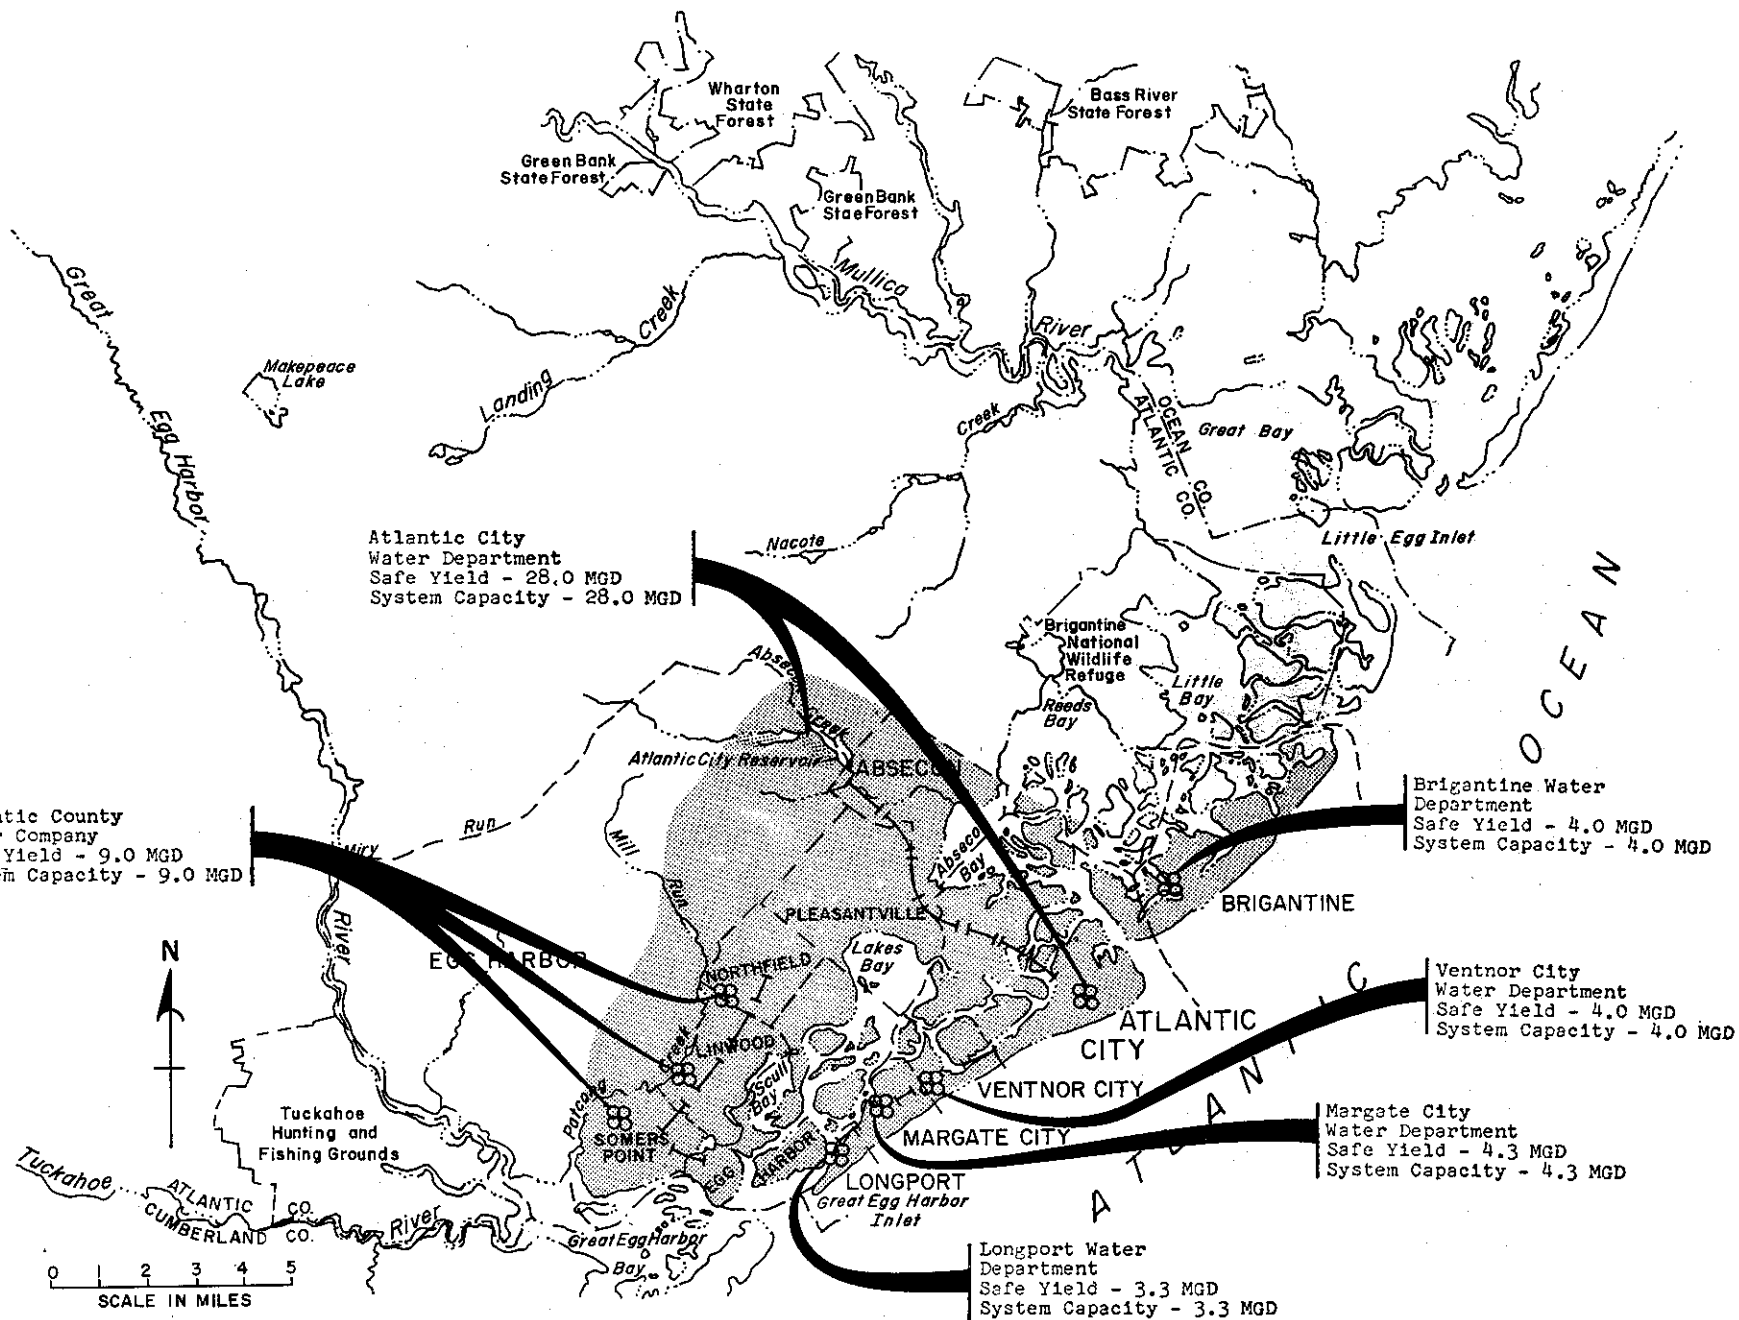 Wharton
State
Forest
Bass River
State Forest
Green Bank
State Forest
Green Bank
Stae Forest
Great
Mullica
River
Creek
Makepeace
Lake
Landing
Egg Harbor
Creek
OCEAN CO.
ATLANTIC CO.
Great Bay
Little Egg Inlet
Nacote
Atlantic City
Water Department
Safe Yield - 28.0 MGD
System Capacity - 28.0 MGD
OCEAN
Brigantine
National
Wildlife
Refuge
Little
Bay
Reeds
Bay
Absecon
Creek
Atlantic City Reservoir
ABSECON
Brigantine Water
Department
Safe Yield - 4.0 MGD
System Capacity - 4.0 MGD
tic County
Company
Yield - 9.0 MGD
m Capacity - 9.0 MGD
Run
Miry
Mill
Run
Absecon
Bay
BRIGANTINE
PLEASANTVILLE
River
N
EGG HARBOR
NORTHFIELD
Lakes
Bay
Ventnor City
Water Department
Safe Yield - 4.0 MGD
System Capacity - 4.0 MGD
ATLANTIC
ATLANTIC
CITY
LINWOOD
Creek
Scull
Bay
VENTNOR CITY
Patcong
Tuckahoe
Hunting and
Fishing Grounds
SOMERS
POINT
MARGATE CITY
Margate City
Water Department
Safe Yield - 4.3 MGD
System Capacity - 4.3 MGD
EGG HARBOR
LONGPORT
Great Egg Harbor
Inlet
Tuckahoe
River
ATLANTIC CO.
CUMBERLAND CO.
Great Egg Harbor
Bay
Longport Water
Department
Safe Yield - 3.3 MGD
System Capacity - 3.3 MGD
0 1 2 3 4 5
SCALE IN MILES